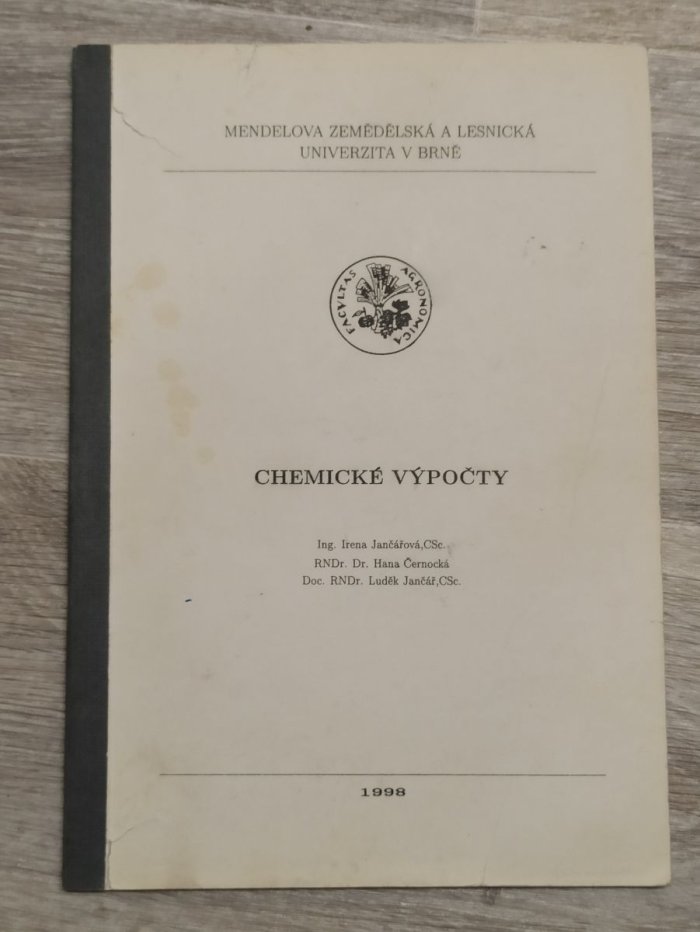 MENDELOVA ZEMĚDĚLSKÁ A LESNICKÁ
UNIVERZITA V BRNĚ
FACVLTAS AGRONOMICA
CHEMICKÉ VÝPOČTY
Ing. Irena Jančářová,CSc.
RNDr. Dr. Hana Černocká
Doc. RNDr. Luděk Jančář,CSc.
1998